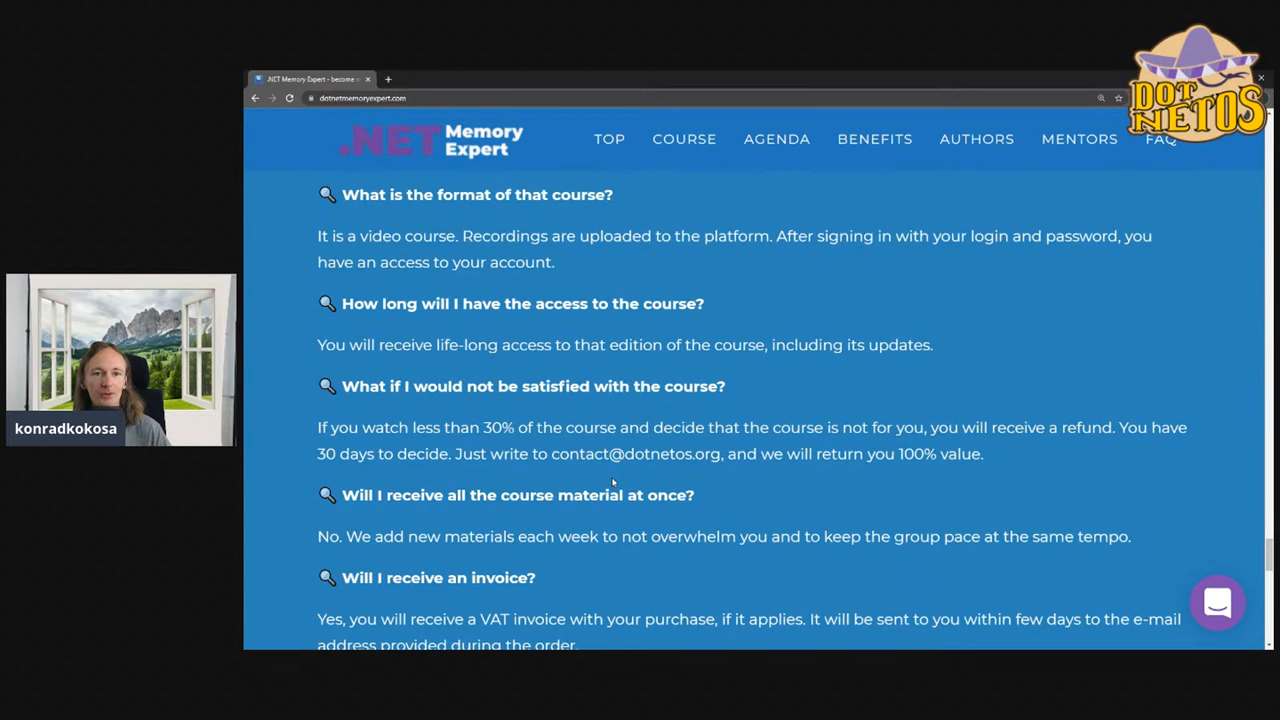 DOT
NETOS
.NET Memory Expert - become
dotnetmemoryexpert.com
.NET Memory
Expert
TOP COURSE AGENDA BENEFITS AUTHORS MENTORS FAQ
What is the format of that course?
It is a video course. Recordings are uploaded to the platform. After signing in with your login and password, you
have an access to your account.
How long will I have the access to the course?
You will receive life-long access to that edition of the course, including its updates.
What if I would not be satisfied with the course?
If you watch less than 30% of the course and decide that the course is not for you, you will receive a refund. You have
30 days to decide. Just write to contact@dotnetos.org, and we will return you 100% value.
Will I receive all the course material at once?
No. We add new materials each week to not overwhelm you and to keep the group pace at the same tempo.
Will I receive an invoice?
Yes, you will receive a VAT invoice with your purchase, if it applies. It will be sent to you within few days to the e-mail
address provided during the order.
konradkokosa